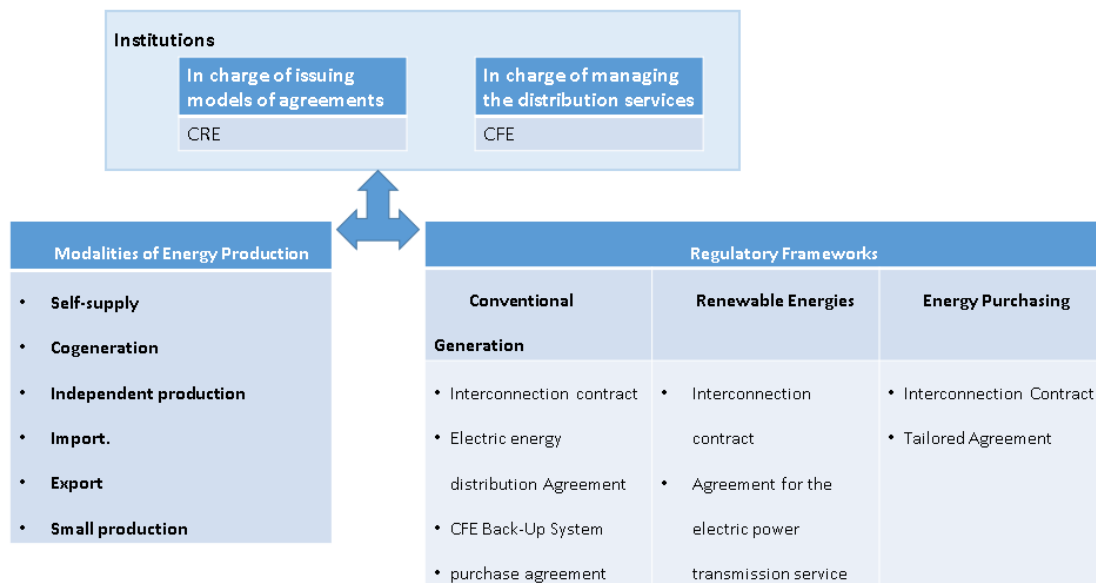 Institutions
In charge of issuing
models of agreements
CRE
In charge of managing
the distribution services
CFE
Modalities of Energy Production
• Self-supply
• Cogeneration
• Independent production
• Import.
• Export
• Small production
Regulatory Frameworks
Conventional
Generation
• Interconnection contract
• Electric energy
distribution Agreement
• CFE Back-Up System
• purchase agreement
Renewable Energies
• Interconnection
contract
• Agreement for the
electric power
transmission service
Energy Purchasing
• Interconnection Contract
• Tailored Agreement